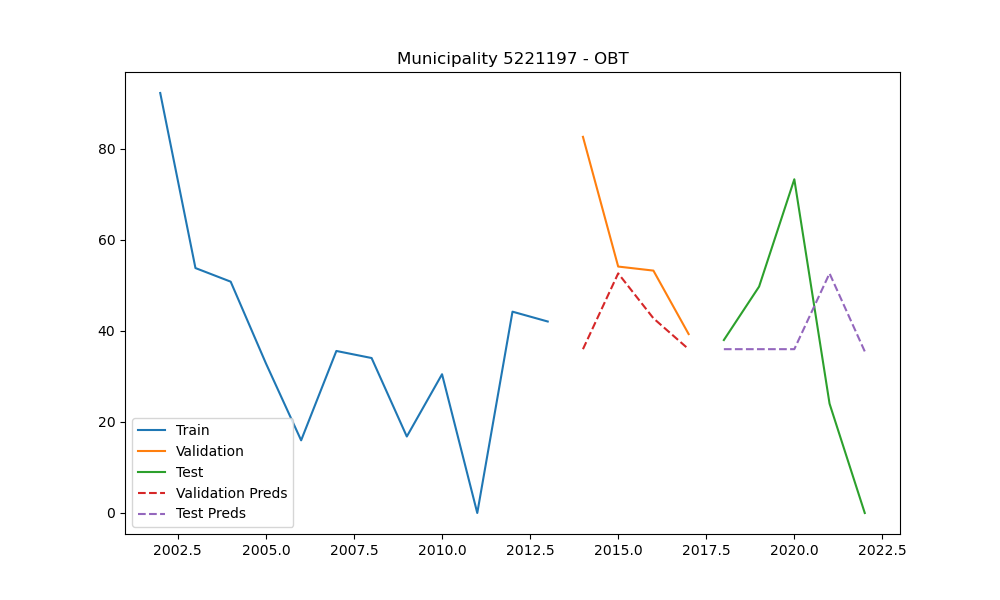 Municipality 5221197 - OBT
80
60
40
20
0
Train
Validation
Test
Validation Preds
Test Preds
2002.5 2005.0 2007.5 2010.0 2012.5 2015.0 2017.5 2020.0 2022.5